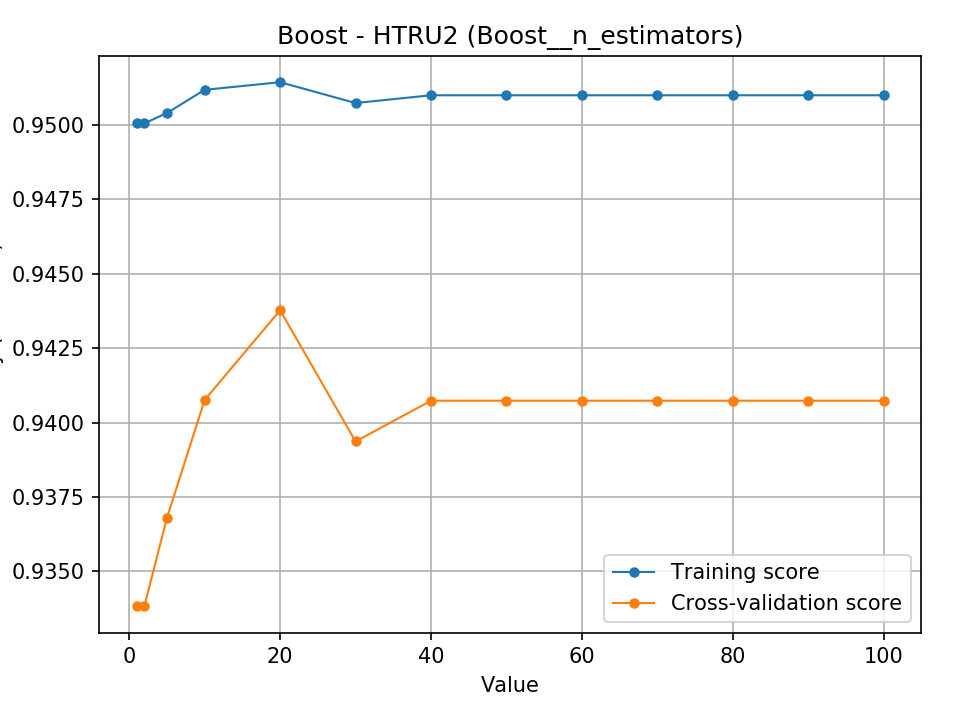 Boost - HTRU2 (Boost__n_estimators)
0.9500
0.9475
0.9450
0.9425
0.9400
0.9375
0.9350
Training score
Cross-validation score
0 20 40 60 80 100
Value